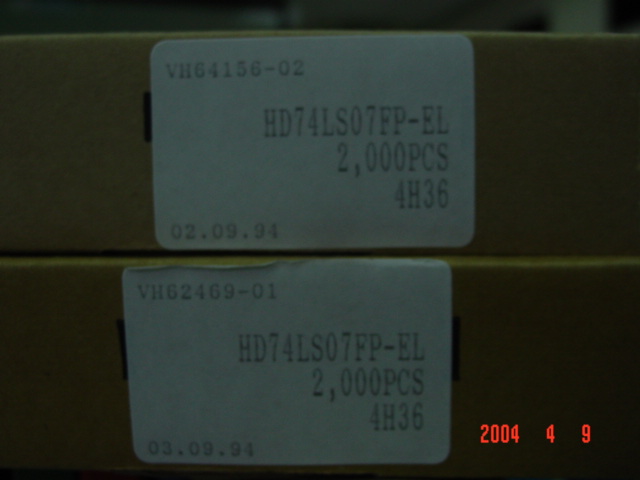 VH64156-02
HD74LS07FP-EL
2,000PCS
4H36
02.09.94
VH62469-01
HD74LS07FP-EL
2,000PCS
4H36
03.09.94
2004 4 9